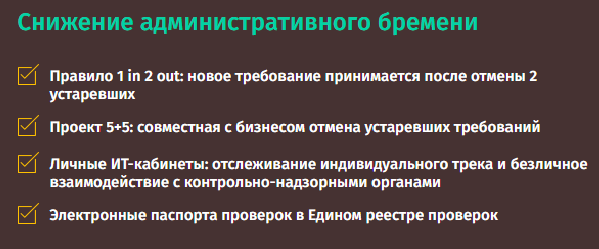 Снижение административного бремени
Правило 1 in 2 out: новое требование принимается после отмены 2
устаревших
Проект 5+5: совместная с бизнесом отмена устаревших требований
Личные ИТ-кабинеты: отслеживание индивидуального трека и безличное
взаимодействие с контрольно-надзорными органами
Электронные паспорта проверок в Едином реестре проверок